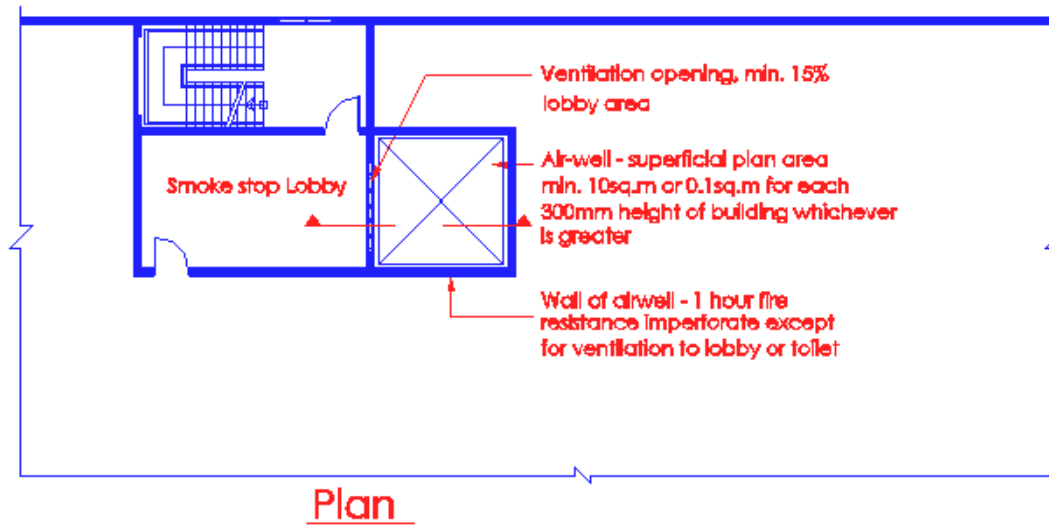 Ventilation opening, min. 15%
lobby area
Smoke stop Lobby
Air-well - superficial plan area
min. 10sq.m or 0.1sq.m for each
300mm height of building whichever
is greater
Wall of airwell - 1 hour fire
resistance imperforate except
for ventilation to lobby or toilet
Plan